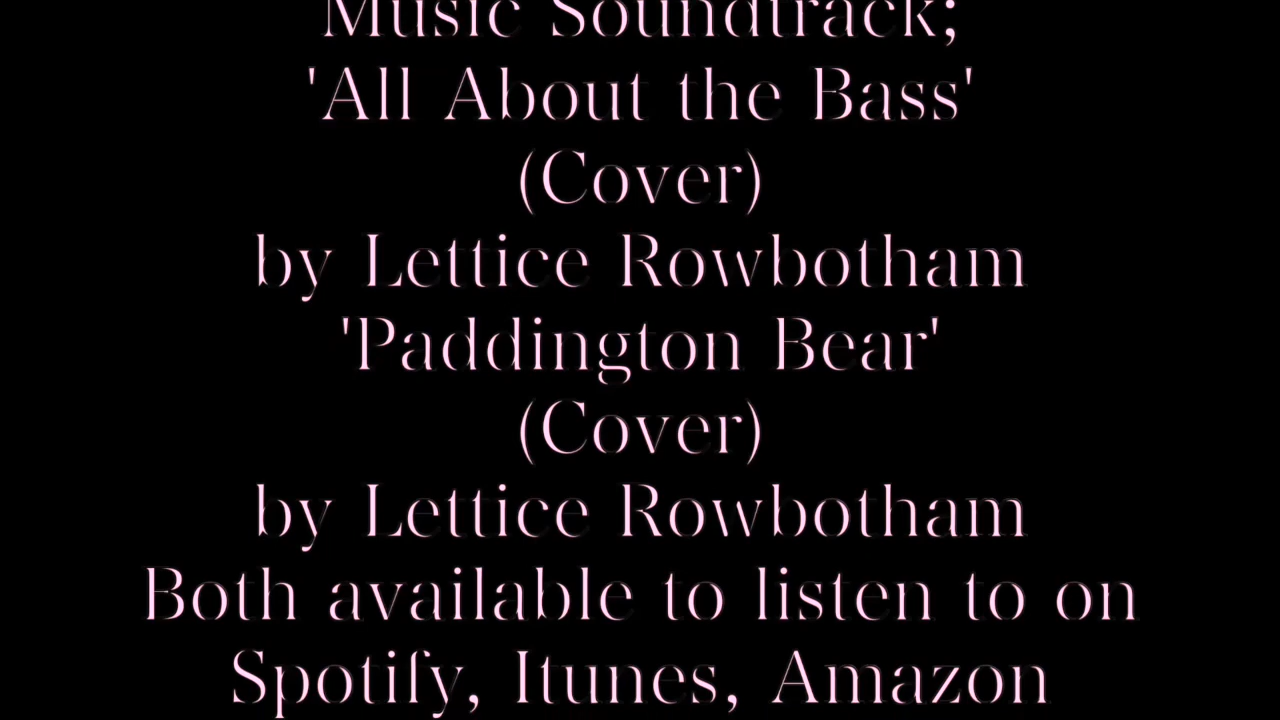 Music Soundtrack;
'All About the Bass'
(Cover)
by Lettice Rowbotham
'Paddington Bear'
(Cover)
by Lettice Rowbotham
Both available to listen to on
Spotify, Itunes, Amazon